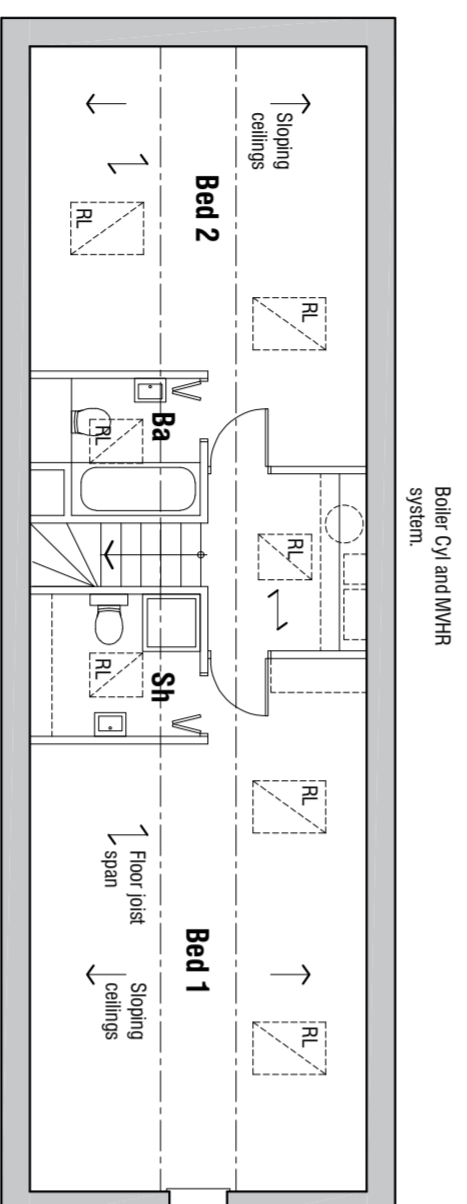 Boiler Cyl and MVHR
system.
Sloping
ceilings
RL
RL
RL
RL
RL
Bed 2
Ba
Sh
Bed 1
RL
RL
RL
Floor joist
span
Sloping
ceilings